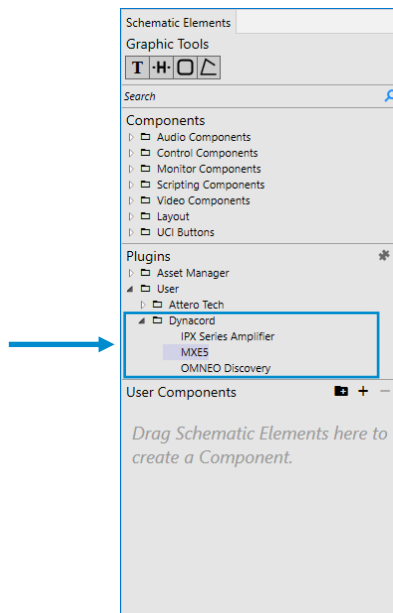 Schematic Elements
Graphic Tools
T H
Search
Components
Audio Components
Control Components
Monitor Components
Scripting Components
Video Components
Layout
UCI Buttons
Plugins
Asset Manager
User
Attero Tech
Dynacord
IPX Series Amplifier
MXE5
OMNEO Discovery
User Components
Drag Schematic Elements here to
create a Component.